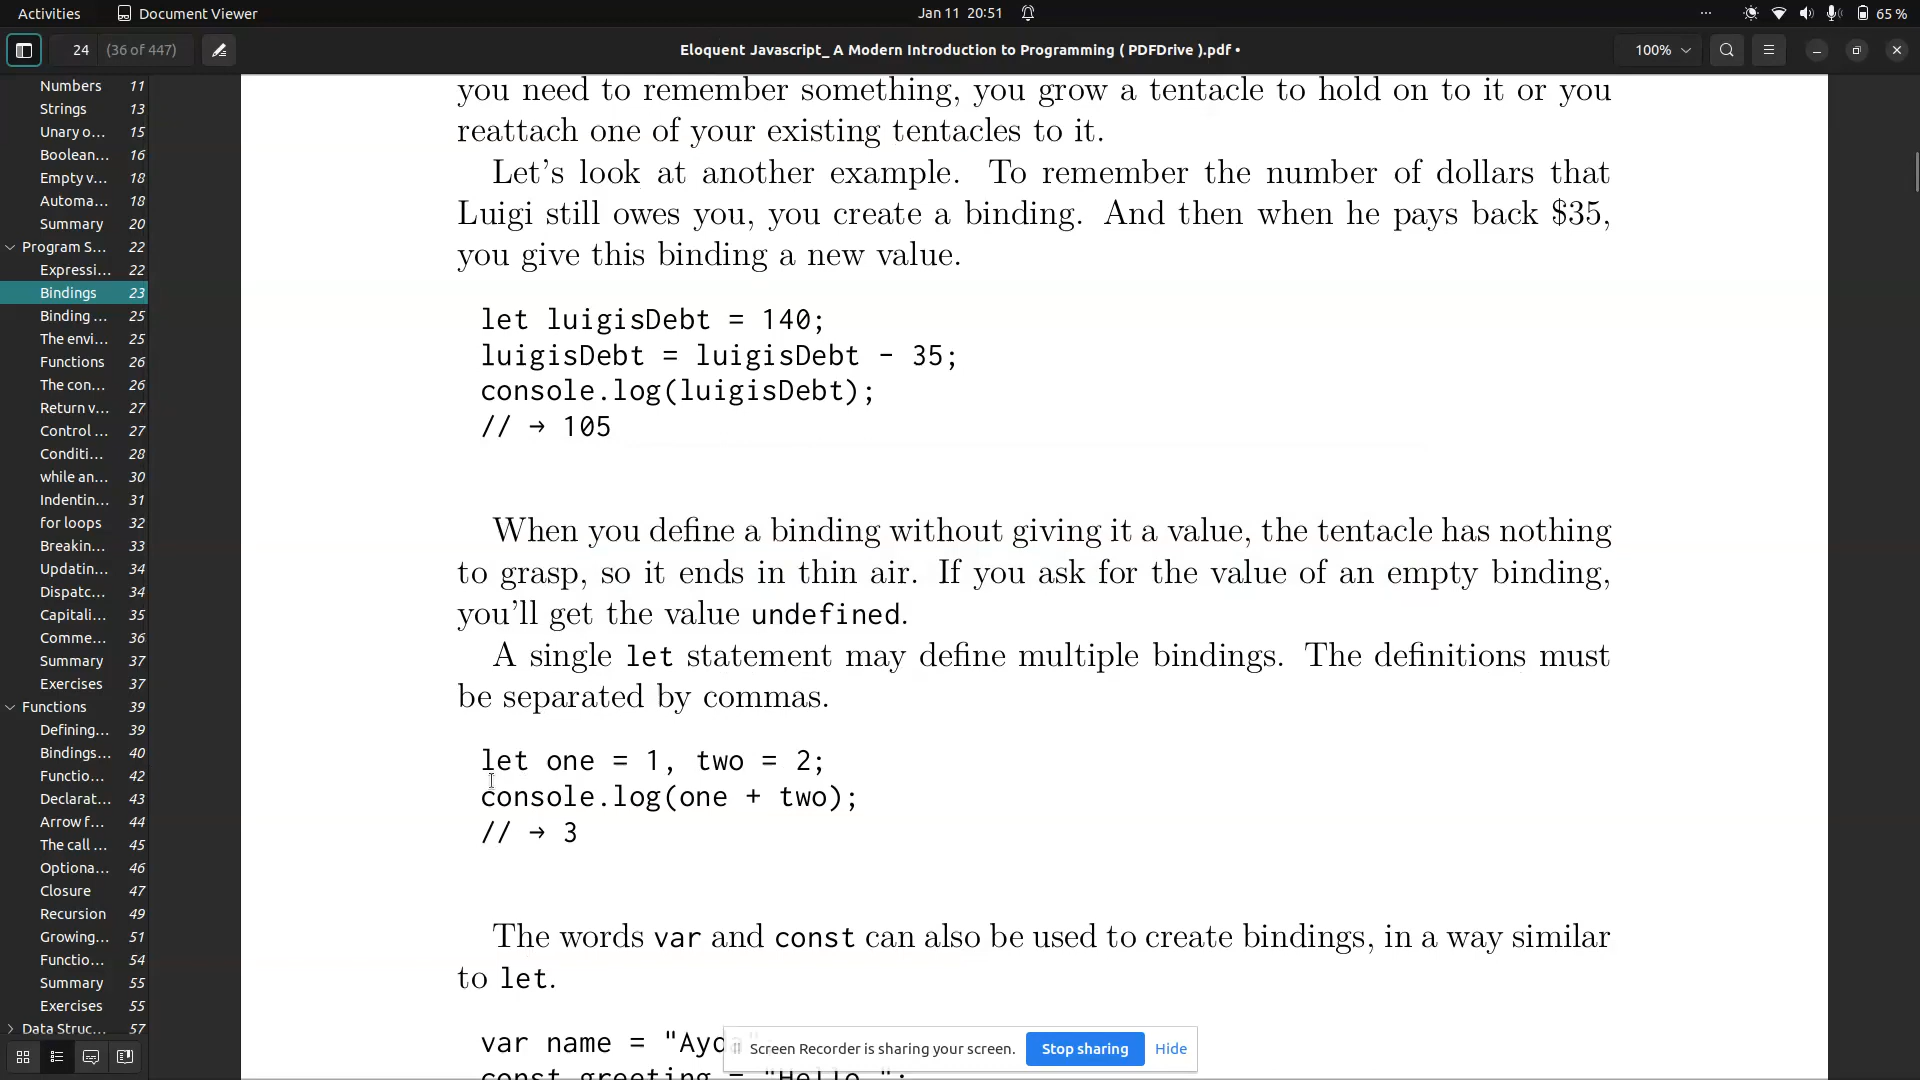 Activities
Document Viewer
Jan 11 20:51
65 %
24
(36 of 447)
Eloquent Javascript_ A Modern Introduction to Programming ( PDFDrive ).pdf •
100%
Numbers 11
Strings 13
Unary o... 15
Boolean... 16
Empty v... 18
Automa... 18
Summary 20
Program S... 22
Expressi... 22
Bindings 23
Binding ... 25
The envi... 25
Functions 26
The con... 26
Return v... 27
Control ... 27
Conditi... 28
while an... 30
Indentin... 31
for loops 32
Breakin... 33
Updatin... 34
Dispatc... 34
Capitali... 35
Comme... 36
Summary 37
Exercises 37
Functions 39
Defining... 39
Bindings... 40
Functio... 42
Declarat... 43
Arrow f... 44
The call ... 45
Optiona... 46
Closure 47
Recursion 49
Growing... 51
Functio... 54
Summary 55
Exercises 55
Data Struc... 57
you need to remember something, you grow a tentacle to hold on to it or you
reattach one of your existing tentacles to it.
Let's look at another example. To remember the number of dollars that
Luigi still owes you, you create a binding. And then when he pays back $35,
you give this binding a new value.
let luigisDebt = 140;
luigisDebt = luigisDebt - 35;
console.log(luigisDebt);
// → 105
When you define a binding without giving it a value, the tentacle has nothing
to grasp, so it ends in thin air. If you ask for the value of an empty binding,
you'll get the value undefined.
A single let statement may define multiple bindings. The definitions must
be separated by commas.
let one = 1, two = 2;
console.log(one + two);
// → 3
The words var and const can also be used to create bindings, in a way similar
to let.
var name = "Ayda"
const greeting = "Hello ";
Screen Recorder is sharing your screen.
Stop sharing
Hide